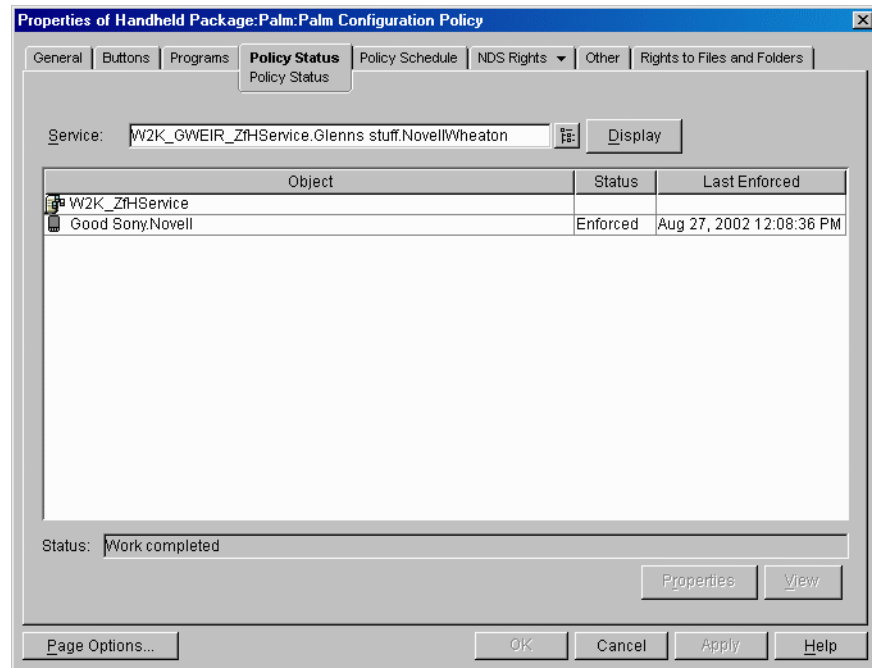 Properties of Handheld Package:Palm:Palm Configuration Policy
General Buttons Programs Policy Status Policy Schedule NDS Rights Other Rights to Files and Folders
Policy Status
Service: W2K_GWEIR_ZfHService.Glenns stuff.NovellWheaton Display
Object Status Last Enforced
W2K_ZfHService
Good Sony.Novell Enforced Aug 27, 2002 12:08:36 PM
Status: Work completed
Properties View
Page Options... OK Cancel Apply Help